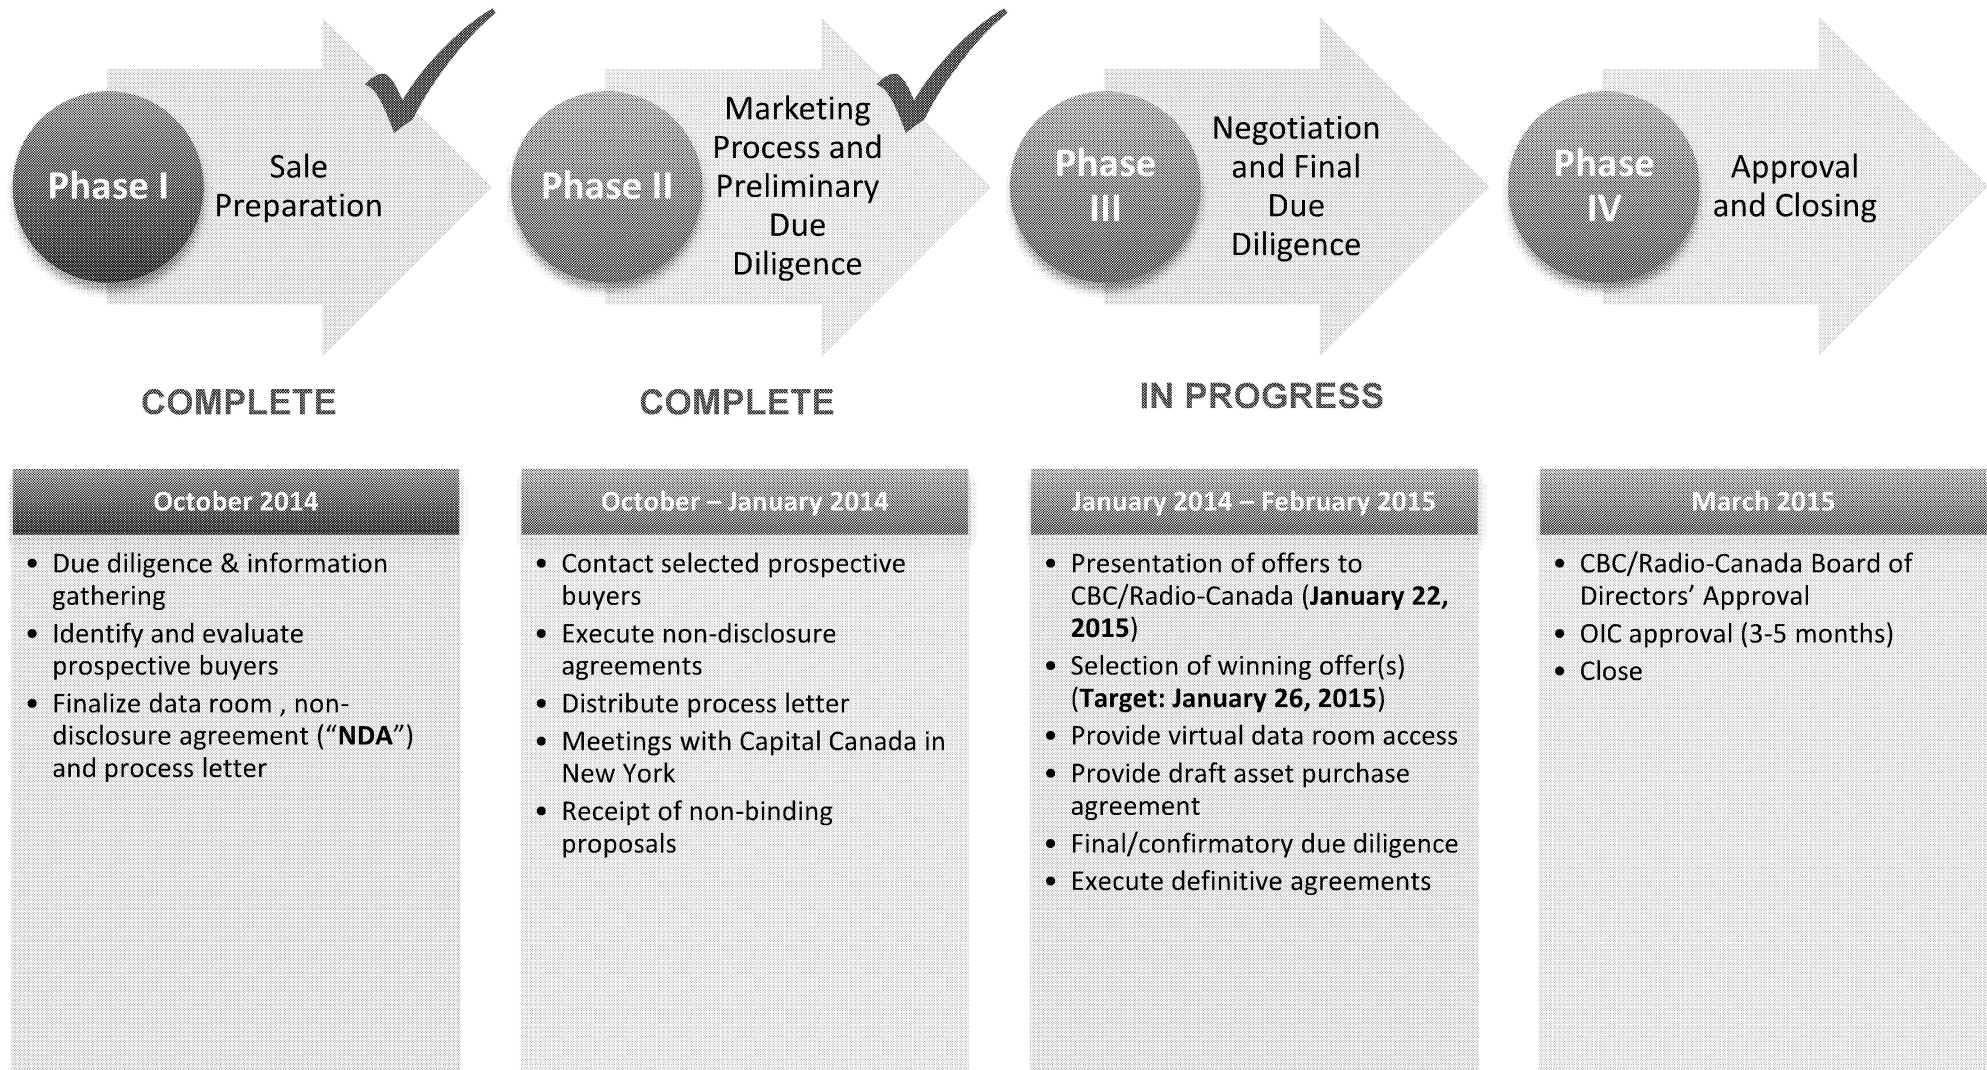 Phase I
Sale
Preparation
Phase II
Marketing
Process and
Preliminary
Due
Diligence
Phase
III
Negotiation
and Final
Due
Diligence
Phase
IV
Approval
and Closing
COMPLETE
COMPLETE
IN PROGRESS
October 2014
• Due diligence & information
gathering
• Identify and evaluate
prospective buyers
• Finalize data room , non-
disclosure agreement (“NDA”)
and process letter
October – January 2014
• Contact selected prospective
buyers
• Execute non-disclosure
agreements
• Distribute process letter
• Meetings with Capital Canada in
New York
• Receipt of non-binding
proposals
January 2014 – February 2015
• Presentation of offers to
CBC/Radio-Canada (January 22,
2015)
• Selection of winning offer(s)
(Target: January 26, 2015)
• Provide virtual data room access
• Provide draft asset purchase
agreement
• Final/confirmatory due diligence
• Execute definitive agreements
March 2015
• CBC/Radio-Canada Board of
Directors’ Approval
• OIC approval (3-5 months)
• Close